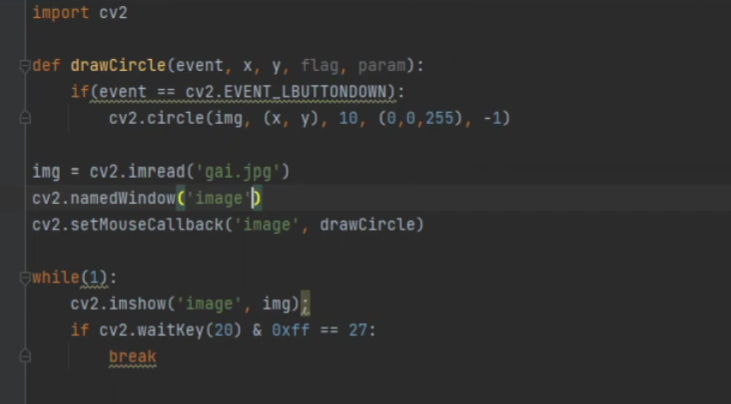 import cv2
def drawCircle(event, x, y, flag, param):
    if(event == cv2.EVENT_LBUTTONDOWN):
        cv2.circle(img, (x, y), 10, (0,0,255), -1)
img = cv2.imread('gai.jpg')
cv2.namedWindow('image')
cv2.setMouseCallback('image', drawCircle)
while(1):
    cv2.imshow('image', img);
    if cv2.waitKey(20) & 0xff == 27:
        break